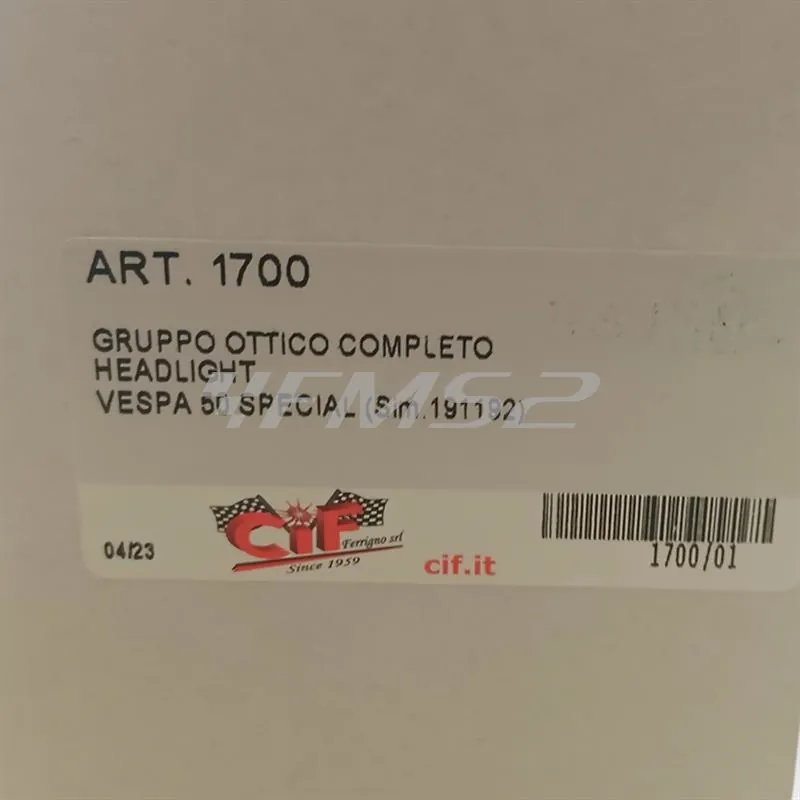 ART. 1700
GRUPPO OTTICO COMPLETO
HEADLIGHT
VESPA 50 SPECIAL (Sim.191192)
4FMS2
04/23
CiF
Ferrigno srl
Since 1959
cif.it
1700/01